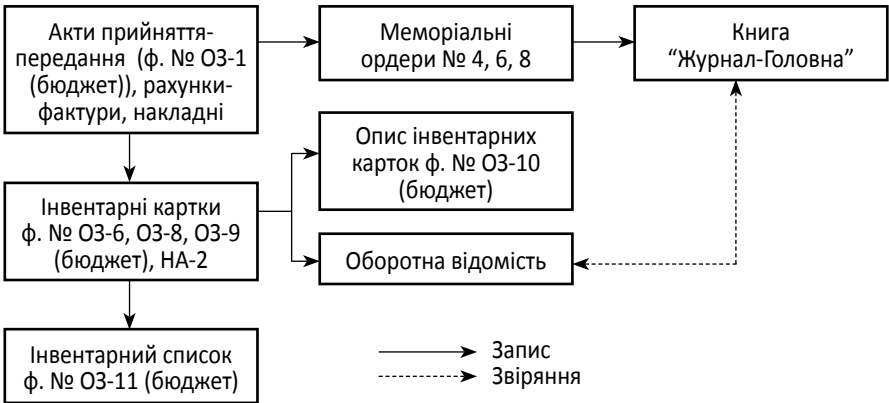 Акти прийняття-
передання (ф. № ОЗ-1
(бюджет)), рахунки-
фактури, накладні
Меморіальні
ордери № 4, 6, 8
Книга
“Журнал-Головна”
Опис інвентарних
карток ф. № ОЗ-10
(бюджет)
Інвентарні картки
ф. № ОЗ-6, ОЗ-8, ОЗ-9
(бюджет), НА-2
Оборотна відомість
Інвентарний список
ф. № ОЗ-11 (бюджет)
Запис
Звіряння